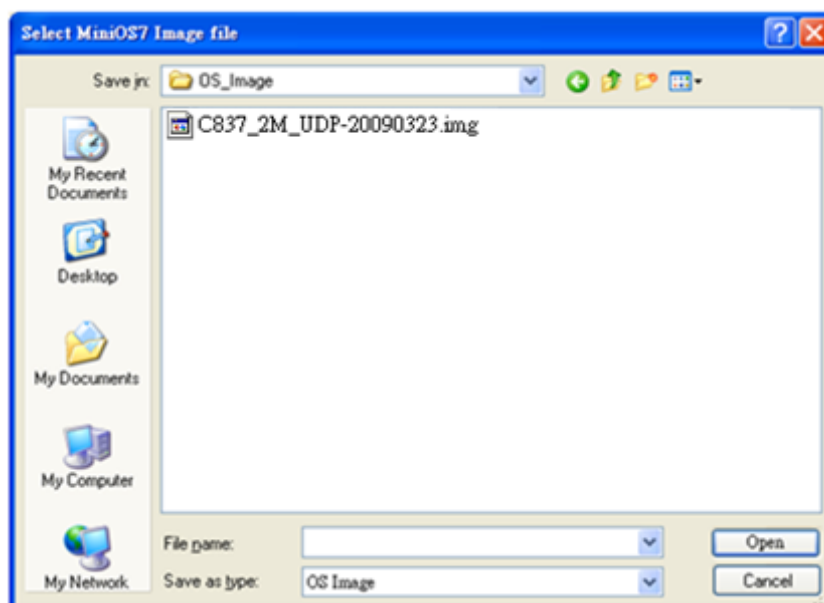 Select MiniOS7 Image file
Save in: OS_Image
C837_2M_UDP-20090323.img
My Recent
Documents
Desktop
My Documents
My Computer
My Network
File name:
Open
Save as type: OS Image
Cancel